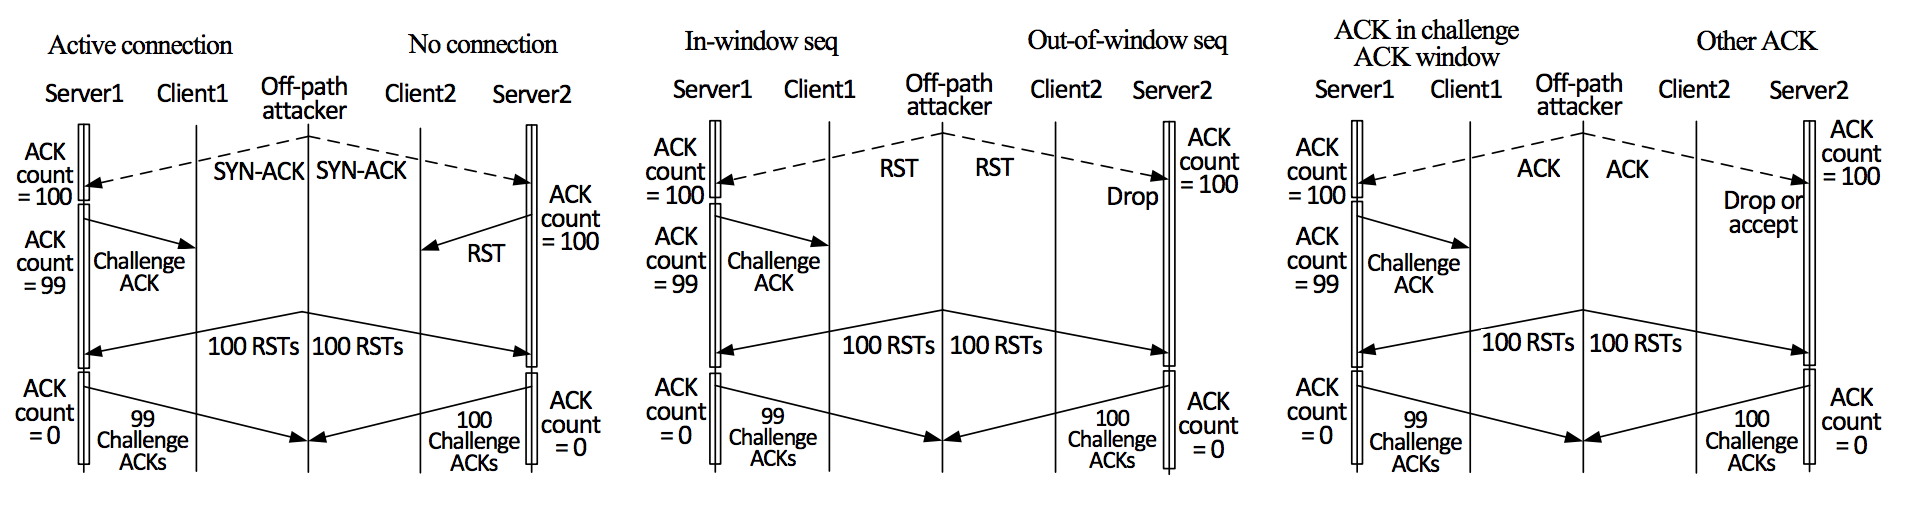 Active connection
No connection
Server1
Client1
Off-path
attacker
Client2
Server2
ACK
count
= 100
SYN-ACK
SYN-ACK
ACK
count
= 100
ACK
count
= 99
Challenge
ACK
RST
100 RSTs
100 RSTs
ACK
count
= 0
99
Challenge
ACKs
100
Challenge
ACKs
ACK
count
= 0
In-window seq
Out-of-window seq
Server1
Client1
Off-path
attacker
Client2
Server2
ACK
count
= 100
RST
RST
Drop
ACK
count
= 100
ACK
count
= 99
Challenge
ACK
100 RSTs
100 RSTs
ACK
count
= 0
99
Challenge
ACKs
100
Challenge
ACKs
ACK
count
= 0
ACK in challenge
ACK window
Other ACK
Server1
Client1
Off-path
attacker
Client2
Server2
ACK
count
= 100
ACK
ACK
Drop or
accept
ACK
count
= 100
ACK
count
= 99
Challenge
ACK
100 RSTs
100 RSTs
ACK
count
= 0
99
Challenge
ACKs
100
Challenge
ACKs
ACK
count
= 0